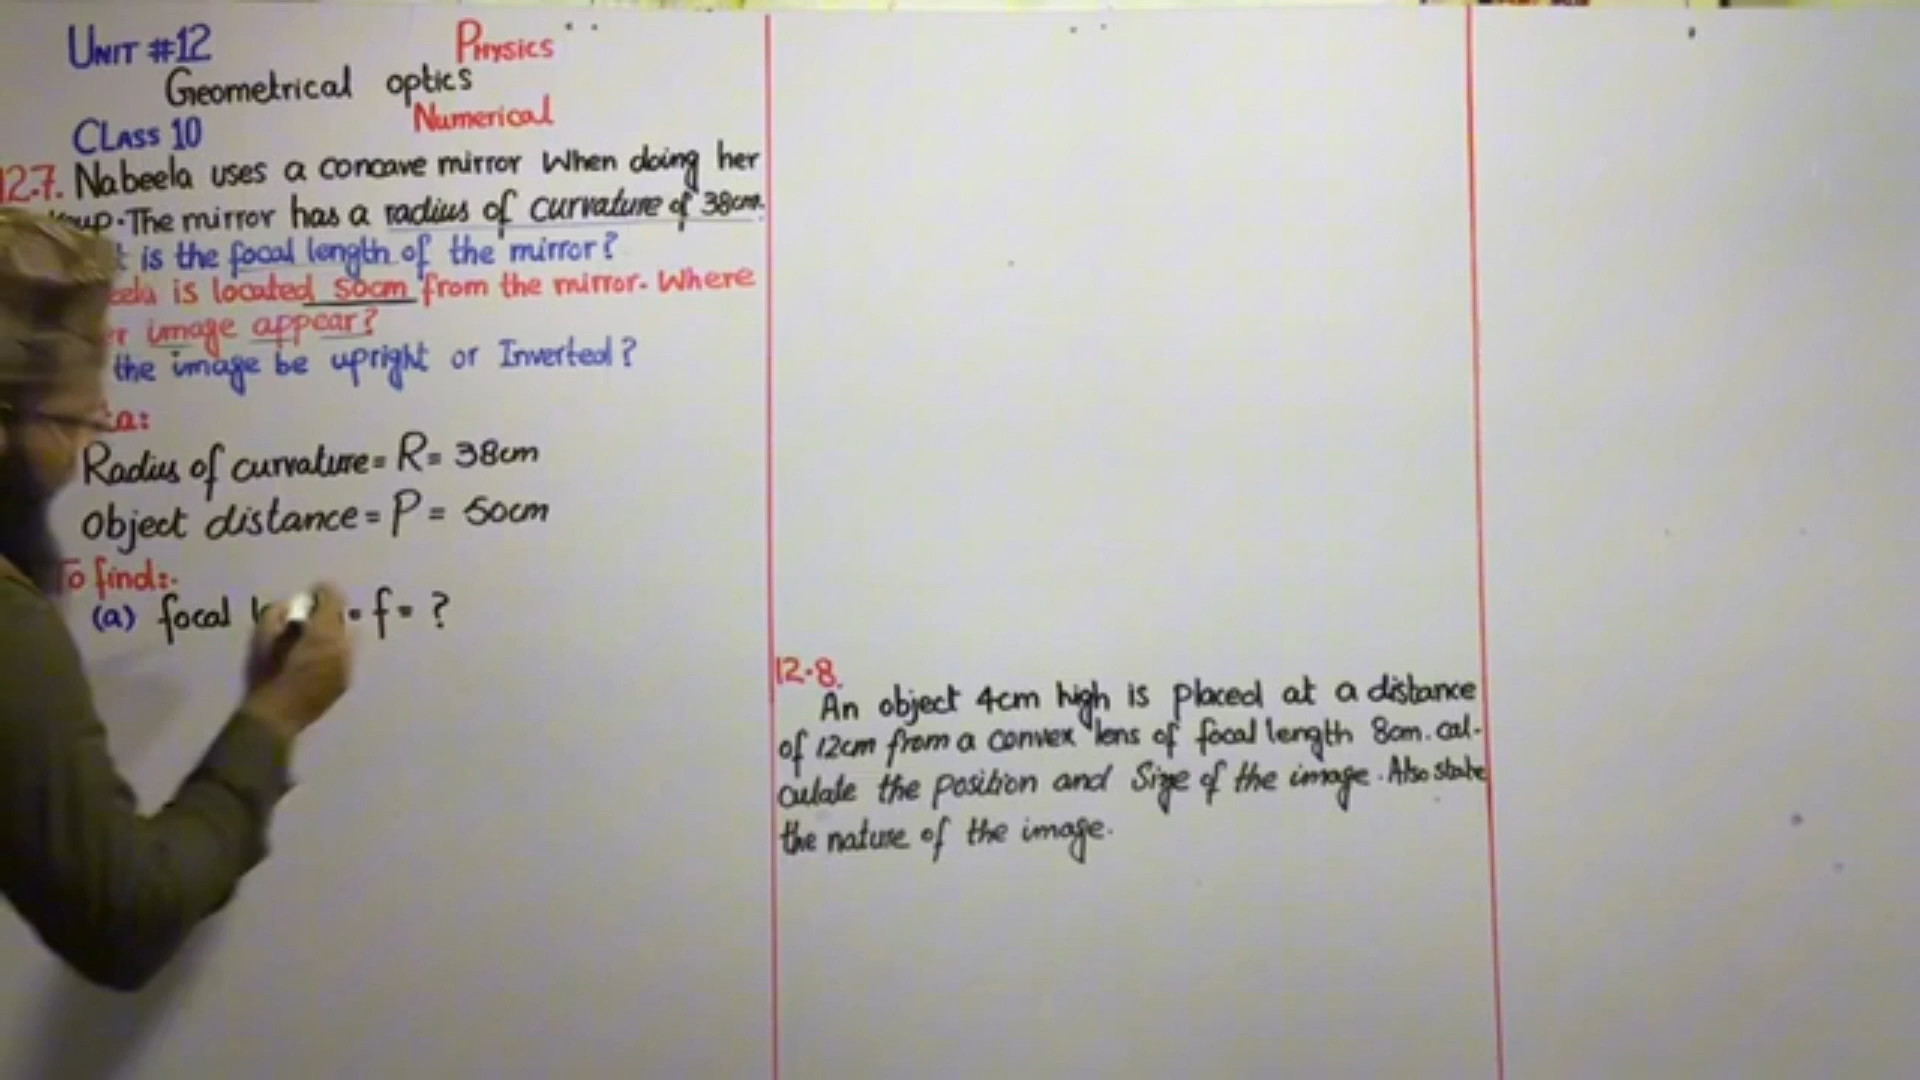 UNIT #12
Physics
Geometrical optics
Numerical
CLASS 10
12.7. Nabeela uses a concave mirror When doing her
The mirror has a radius of curvature of 38cm.
is the focal length of the mirror?
is located 50cm from the mirror. Where
image appear?
the image be upright or Inverted?
Radius of curvature = R = 38cm
Object distance = P = 50cm
To find:-
(a) focal = f = ?
12.8.
An object 4cm high is placed at a distance
of 12cm from a convex lens of focal length 8cm. cal-
culate the position and Size of the image. Also state
the nature of the image.